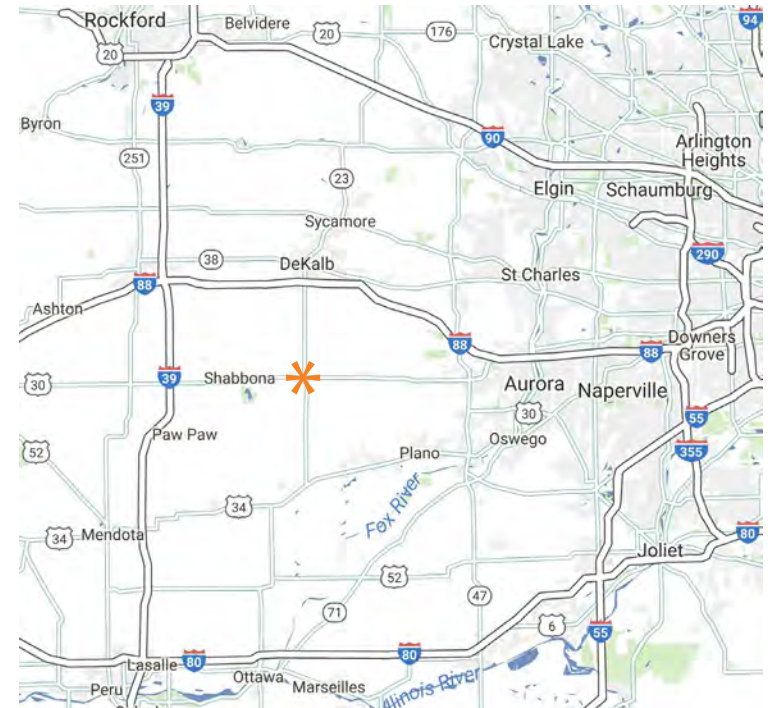 Rockford
Belvidere
20
176
Crystal Lake
94
20
39
Byron
90
251
Arlington
Heights
23
Elgin
Schaumburg
Sycamore
38
DeKalb
290
88
St Charles
Ashton
88
Downers
Grove
88
30
39
Shabbona
Aurora
Naperville
30
55
Paw Paw
52
Plano
Oswego
355
34
Fox River
34
Mendota
80
Joliet
52
71
47
6
55
80
80
Lasalle
Ottawa
Marseilles
Peru
Illinois River